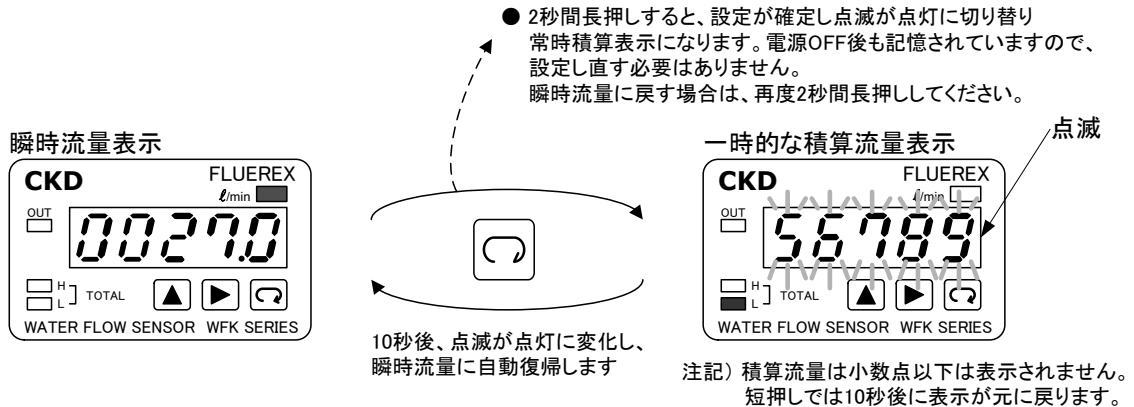 ● 2秒間長押しすると、設定が確定し点滅が点灯に切り替り
常時積算表示になります。電源OFF後も記憶されていますので、
設定し直す必要はありません。
瞬時流量に戻す場合は、再度2秒間長押ししてください。
瞬時流量表示
CKD
FLUEREX
ℓ/min
OUT
0027.0
H
L
TOTAL
WATER FLOW SENSOR WFK SERIES
10秒後、点滅が点灯に変化し、
瞬時流量に自動復帰します
一時的な積算流量表示
点滅
CKD
FLUEREX
ℓ/min
OUT
56789
H
L
TOTAL
WATER FLOW SENSOR WFK SERIES
注記） 積算流量は小数点以下は表示されません。
短押しでは10秒後に表示が元に戻ります。